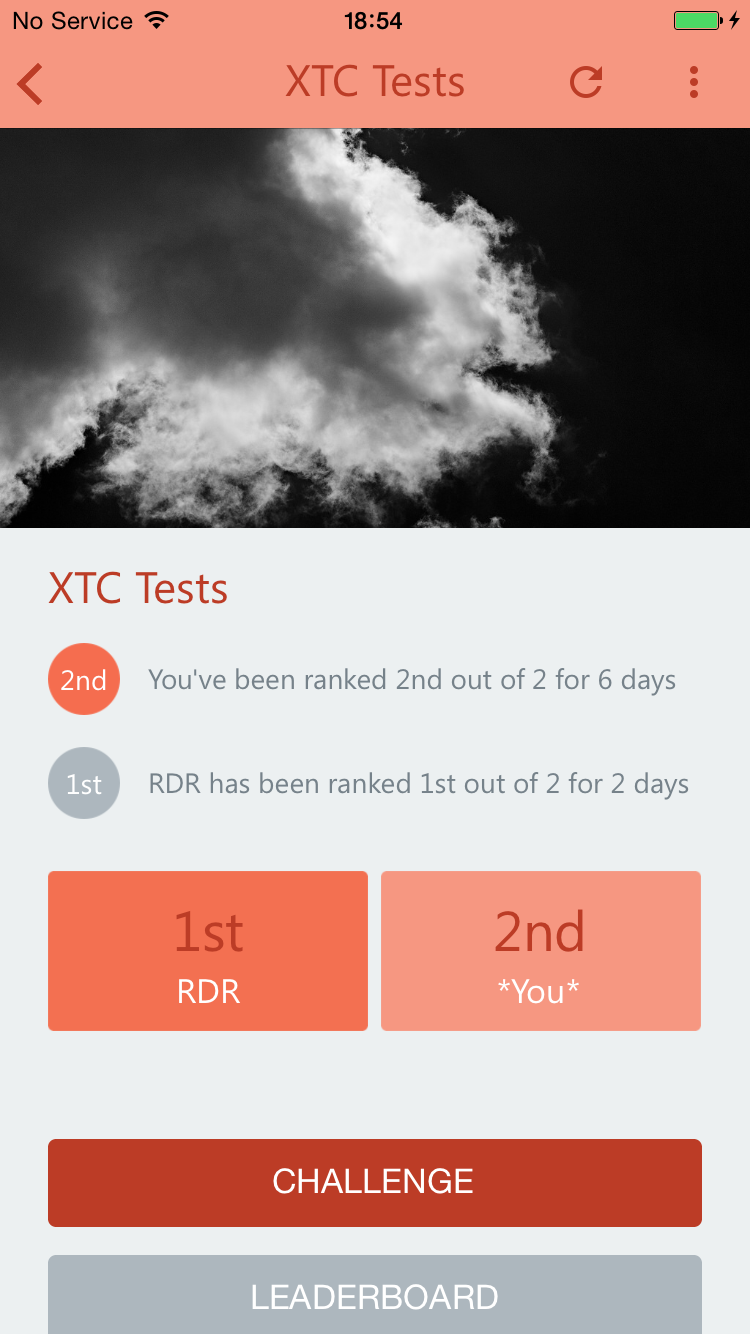 No Service 18:54
XTC Tests
XTC Tests
2nd You've been ranked 2nd out of 2 for 6 days
1st RDR has been ranked 1st out of 2 for 2 days
1st 2nd
RDR *You*
CHALLENGE
LEADERBOARD